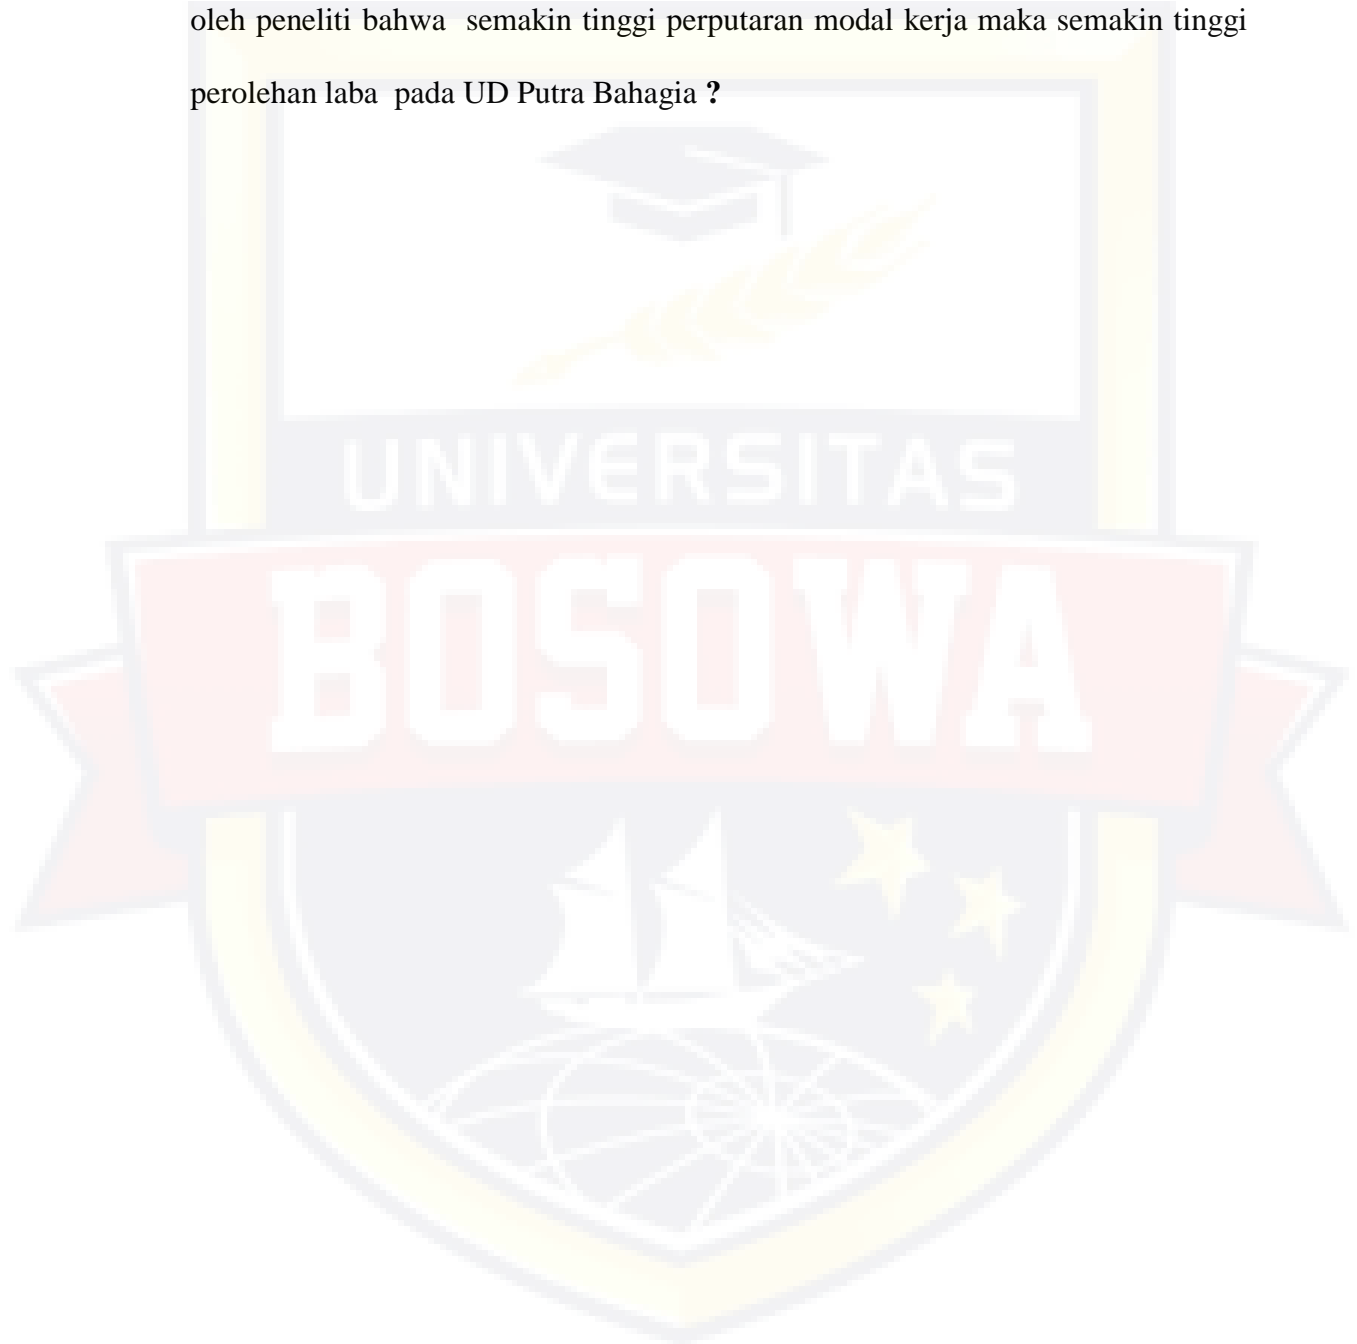 oleh peneliti bahwa  semakin tinggi perputaran modal kerja maka semakin tinggi
perolehan laba  pada UD Putra Bahagia ?
UNIVERSITAS
BOSOWA